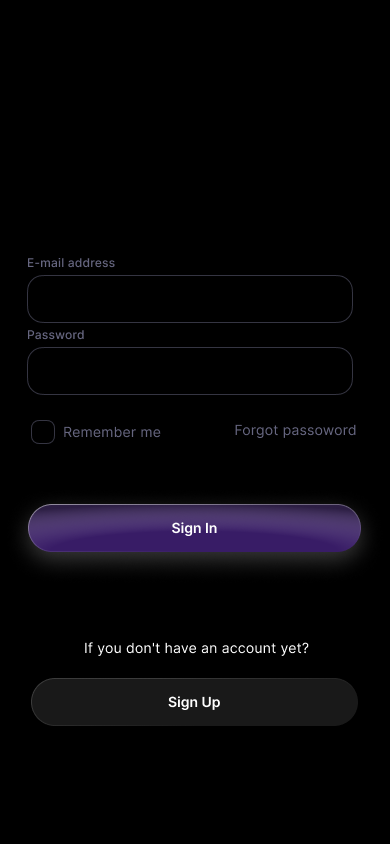 E-mail address
Password
Remember me
Forgot passoword
Sign In
If you don't have an account yet?
Sign Up